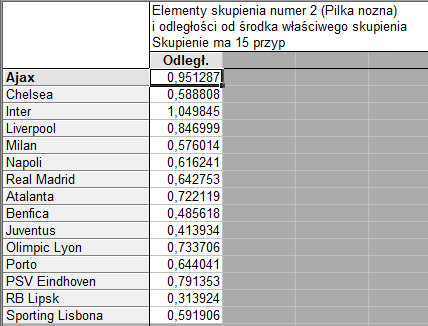 Elementy skupienia numer 2 (Pilka nozna)
i odległości od środka właściwego skupienia
Skupienie ma 15 przyp
Odległ.
Ajax 0,951287
Chelsea 0,588808
Inter 1,049845
Liverpool 0,846999
Milan 0,576014
Napoli 0,616241
Real Madrid 0,642753
Atalanta 0,722119
Benfica 0,485618
Juventus 0,413934
Olimpic Lyon 0,733706
Porto 0,644041
PSV Eindhoven 0,791353
RB Lipsk 0,313924
Sporting Lisbona 0,591906